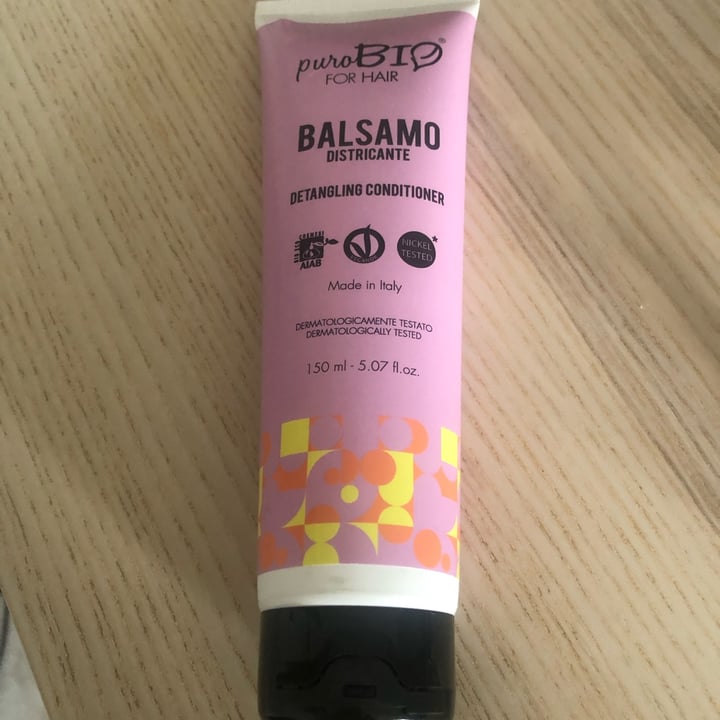 puroBIO®
FOR HAIR
BALSAMO
DISTRICANTE
DETANGLING CONDITIONER
AIAB
NICKEL
TESTED
Made in Italy
DERMATOLOGICAMENTE TESTATO
DERMATOLOGICALLY TESTED
150 ml - 5.07 fl.oz.